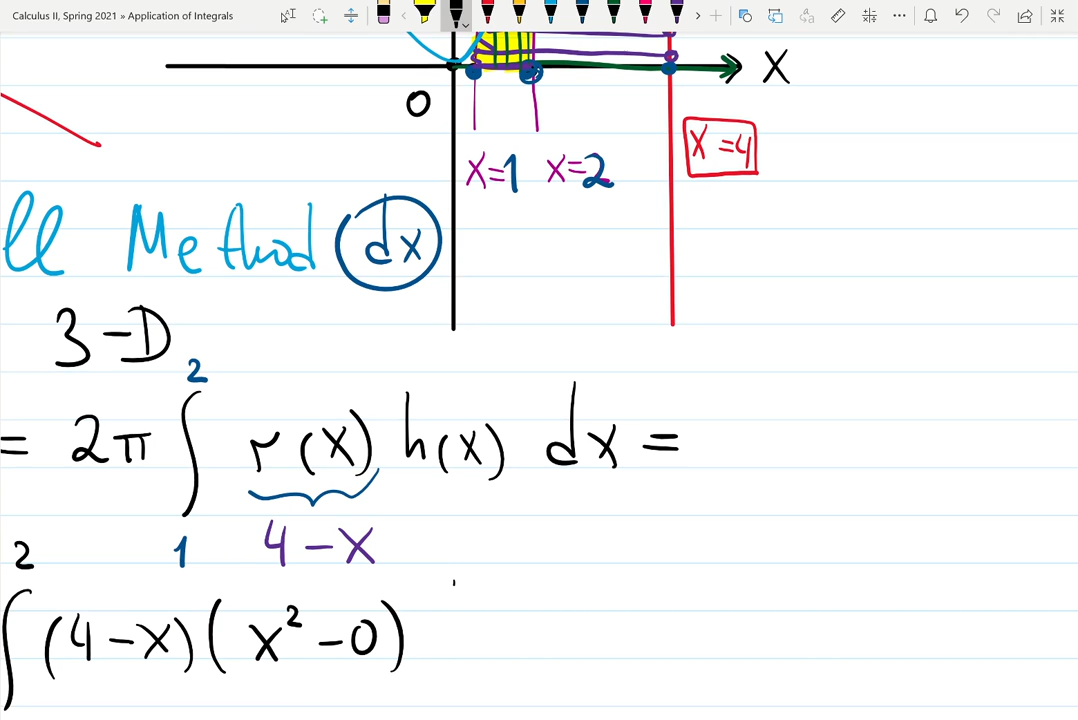 Calculus II, Spring 2021 » Application of Integrals
X
0
X=4
X=1 X=2
ll Method dx
3-D
2
= 2π ∫ r(x) h(x) dx =
1
4-X
2
∫ (4-x)(x²-0)